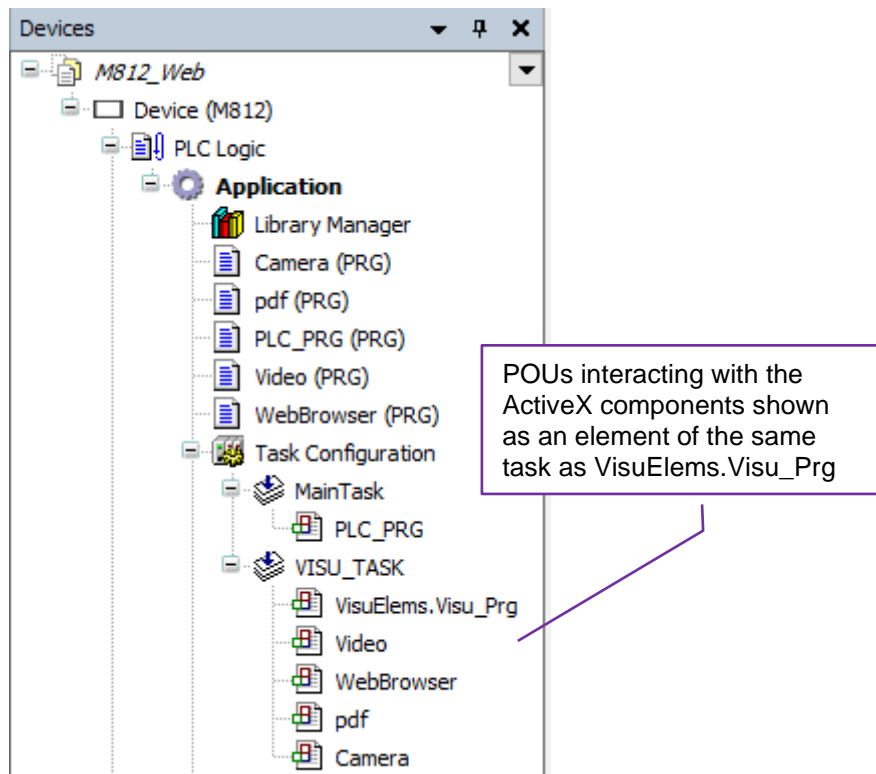 Devices
M812_Web
Device (M812)
PLC Logic
Application
Library Manager
Camera (PRG)
pdf (PRG)
PLC_PRG (PRG)
Video (PRG)
WebBrowser (PRG)
Task Configuration
MainTask
PLC_PRG
VISU_TASK
VisuElems.Visu_Prg
Video
WebBrowser
pdf
Camera
POUs interacting with the
ActiveX components shown
as an element of the same
task as VisuElems.Visu_Prg